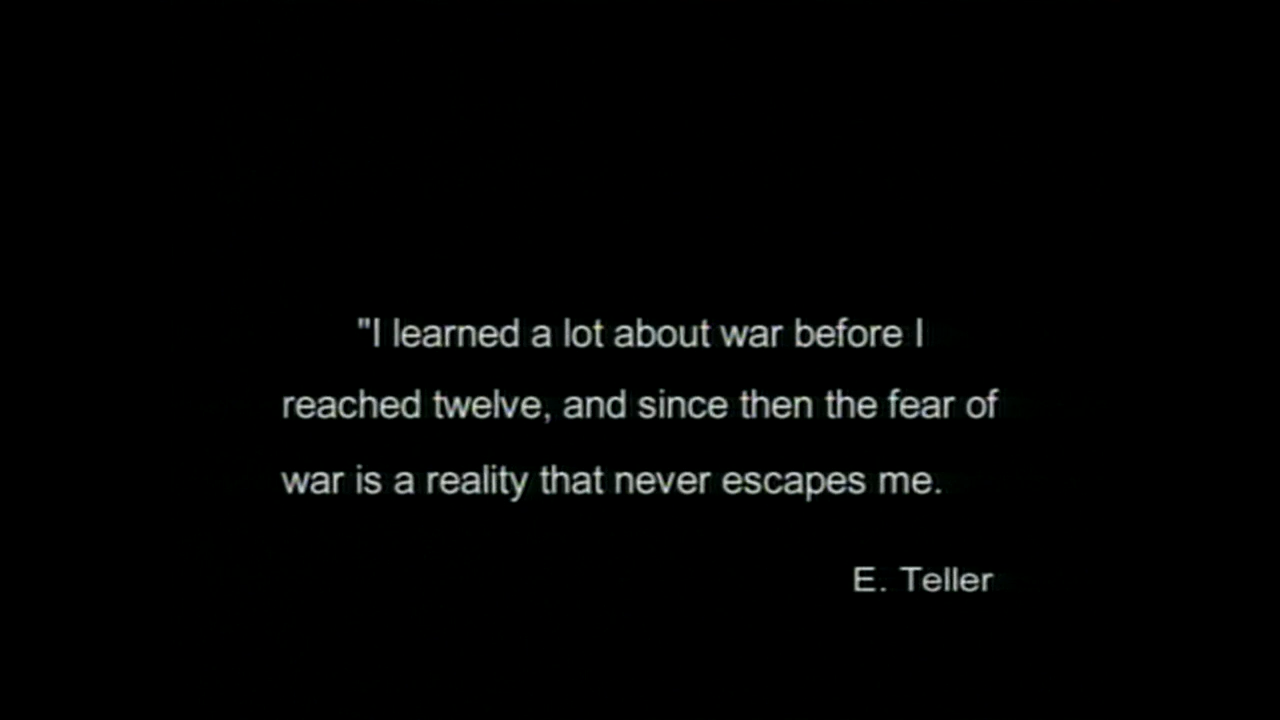 "I learned a lot about war before I
reached twelve, and since then the fear of
war is a reality that never escapes me.
E. Teller